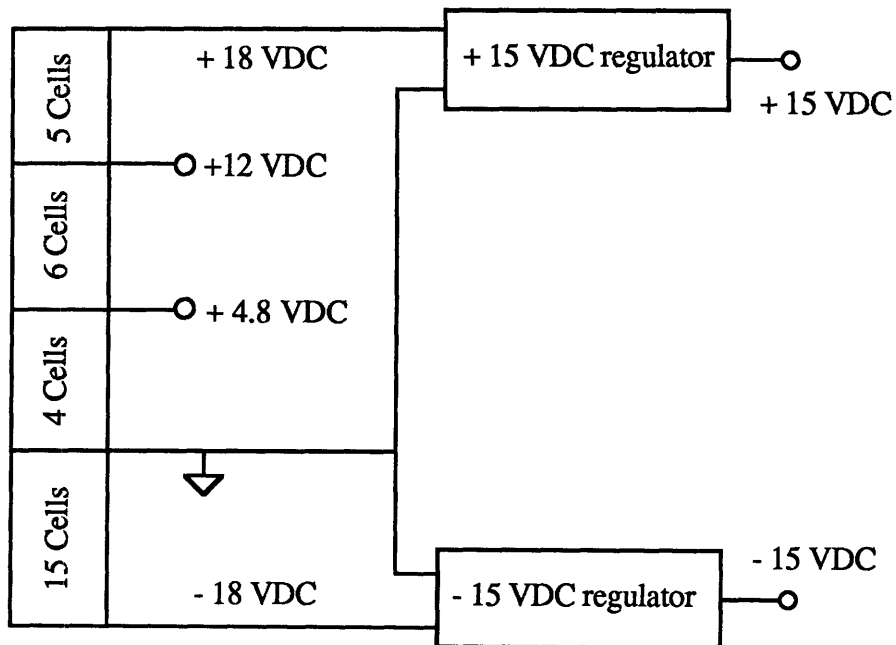 5 Cells
+ 18 VDC
+ 15 VDC regulator
+ 15 VDC
+12 VDC
6 Cells
+ 4.8 VDC
4 Cells
15 Cells
- 18 VDC
- 15 VDC regulator
- 15 VDC